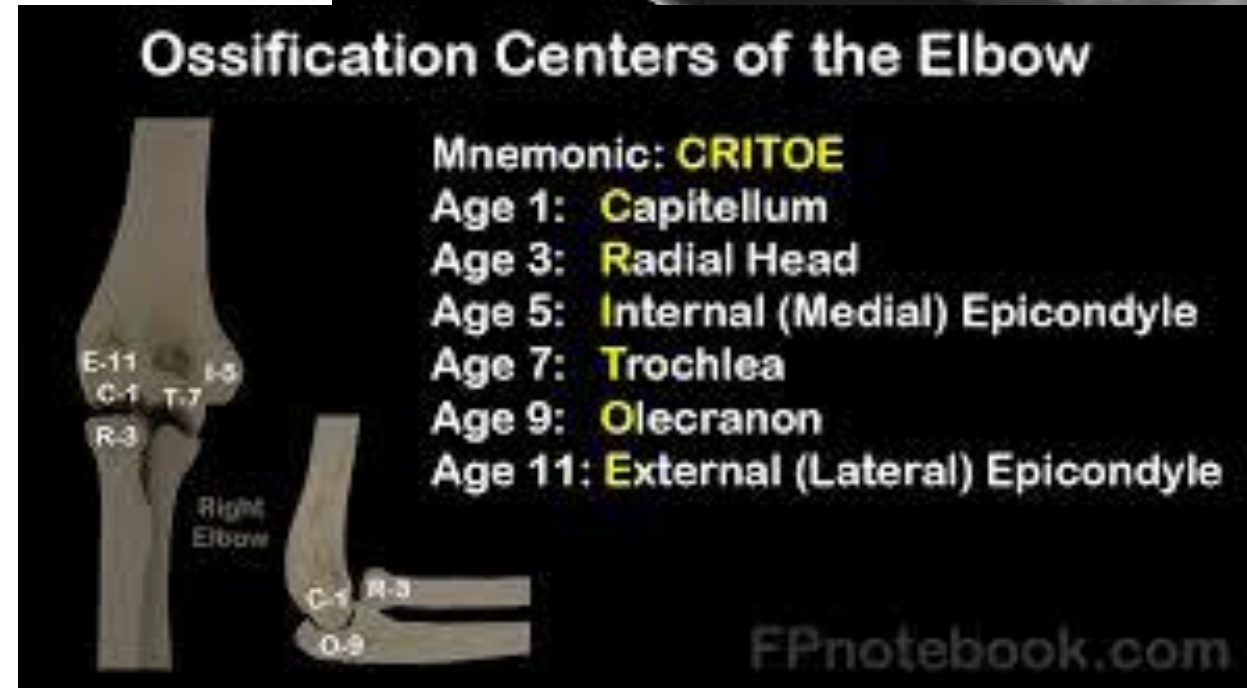 Ossification Centers of the Elbow
Mnemonic: CRITOE
Age 1: Capitellum
Age 3: Radial Head
Age 5: Internal (Medial) Epicondyle
Age 7: Trochlea
Age 9: Olecranon
Age 11: External (Lateral) Epicondyle
E-11
I-5
C-1
T-7
R-3
Right
Elbow
C-1
R-3
O-9
FPnotebook.com